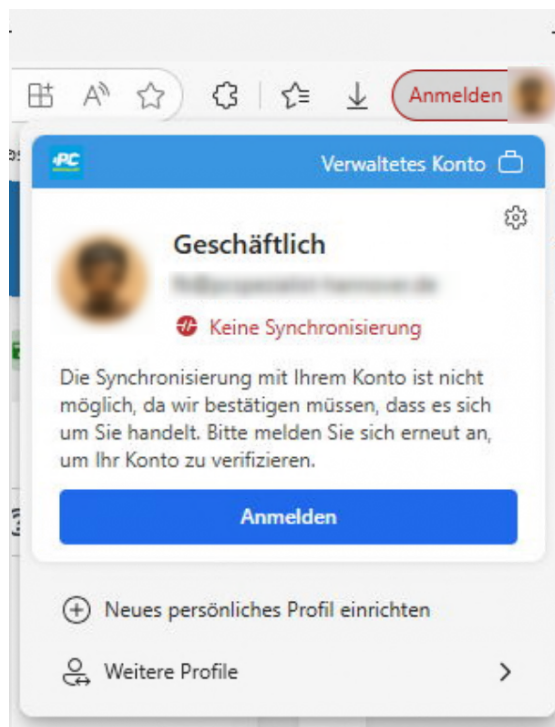 Anmelden
PC
Verwaltetes Konto
Geschäftlich
Keine Synchronisierung
Die Synchronisierung mit Ihrem Konto ist nicht
möglich, da wir bestätigen müssen, dass es sich
um Sie handelt. Bitte melden Sie sich erneut an,
um Ihr Konto zu verifizieren.
Anmelden
Neues persönliches Profil einrichten
Weitere Profile